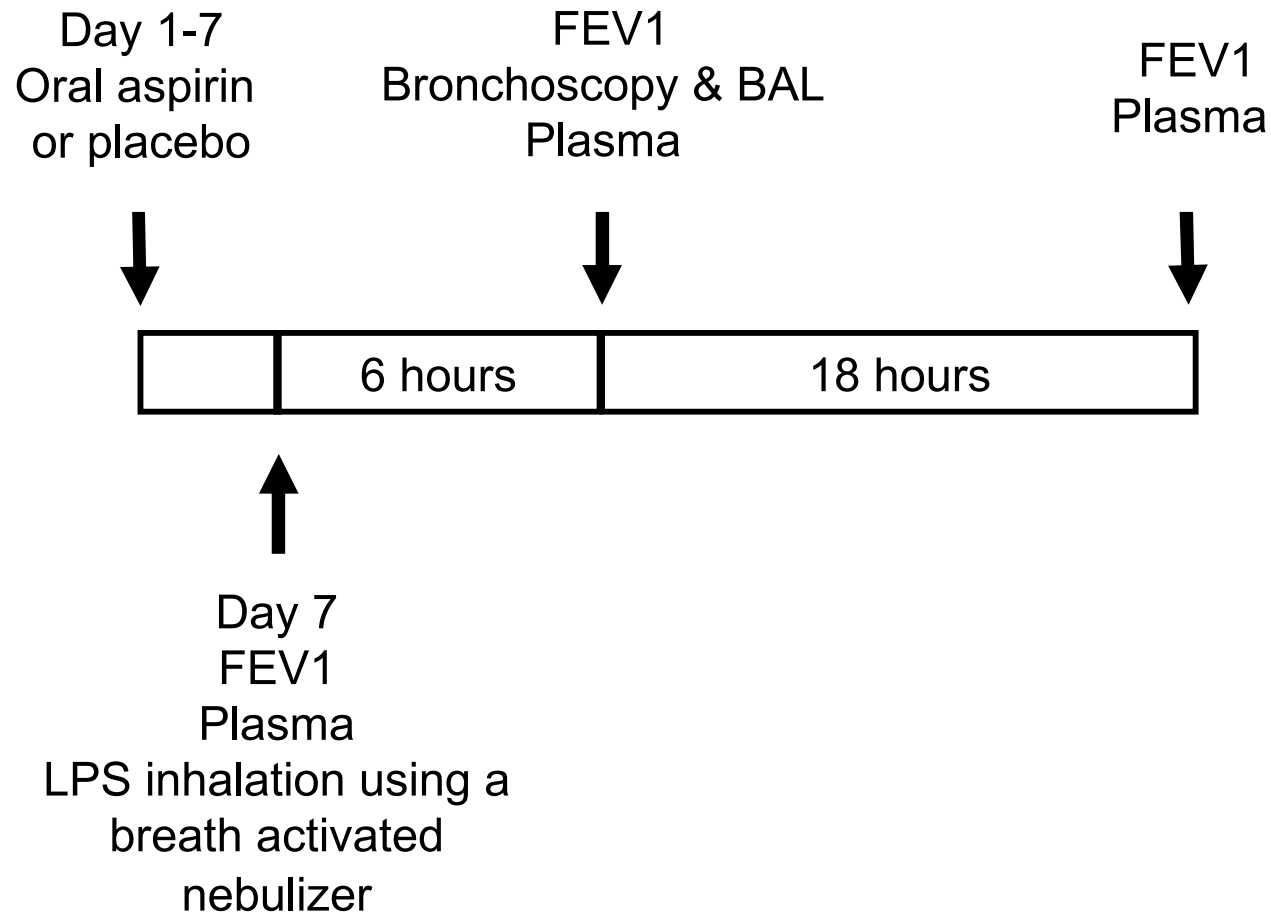 Day 1-7
Oral aspirin
or placebo
FEV1
Bronchoscopy & BAL
Plasma
FEV1
Plasma
6 hours
18 hours
Day 7
FEV1
Plasma
LPS inhalation using a
breath activated
nebulizer